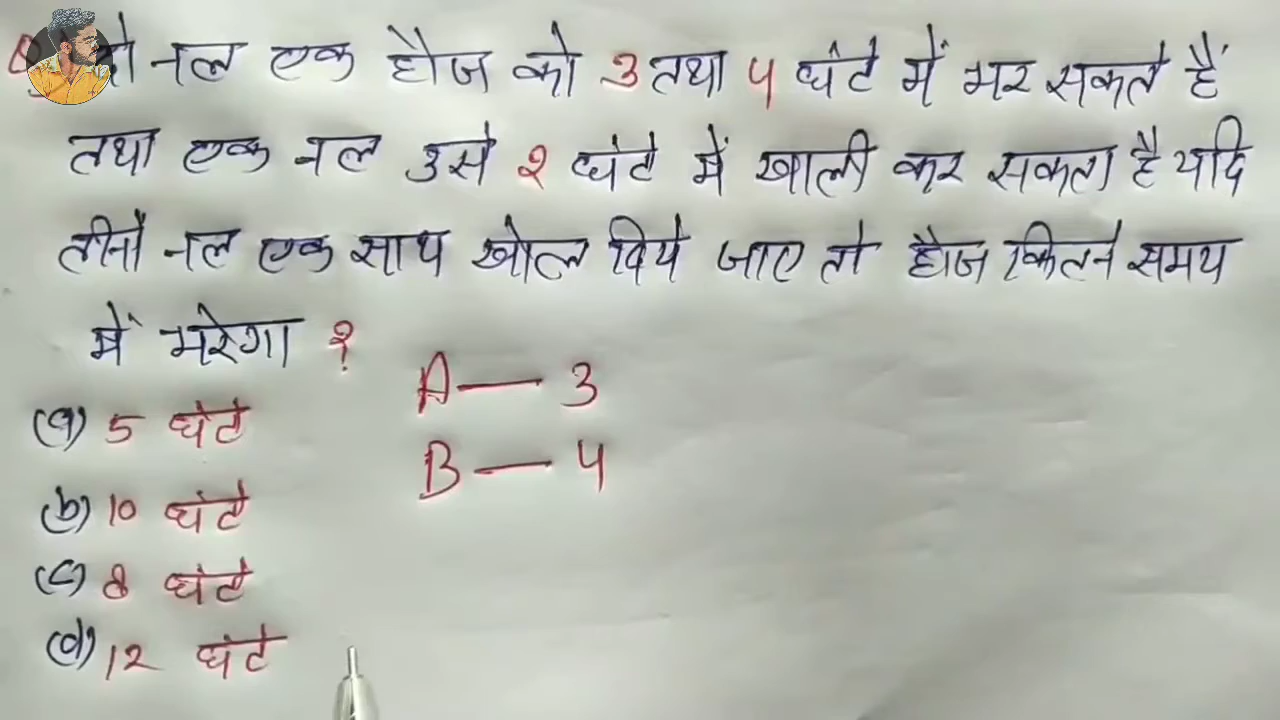 दो नल एक हौज को 3 तथा 4 घंटे में भर सकते हैं
तथा एक नल उसे 2 घंटे में खाली कर सकता है यदि
तीनों नल एक साथ खोल दिये जाए तो हौज कितने समय
में भरेगा ?
(a) 5 घंटे
(b) 10 घंटे
(c) 8 घंटे
(d) 12 घंटे
A — 3
B — 4